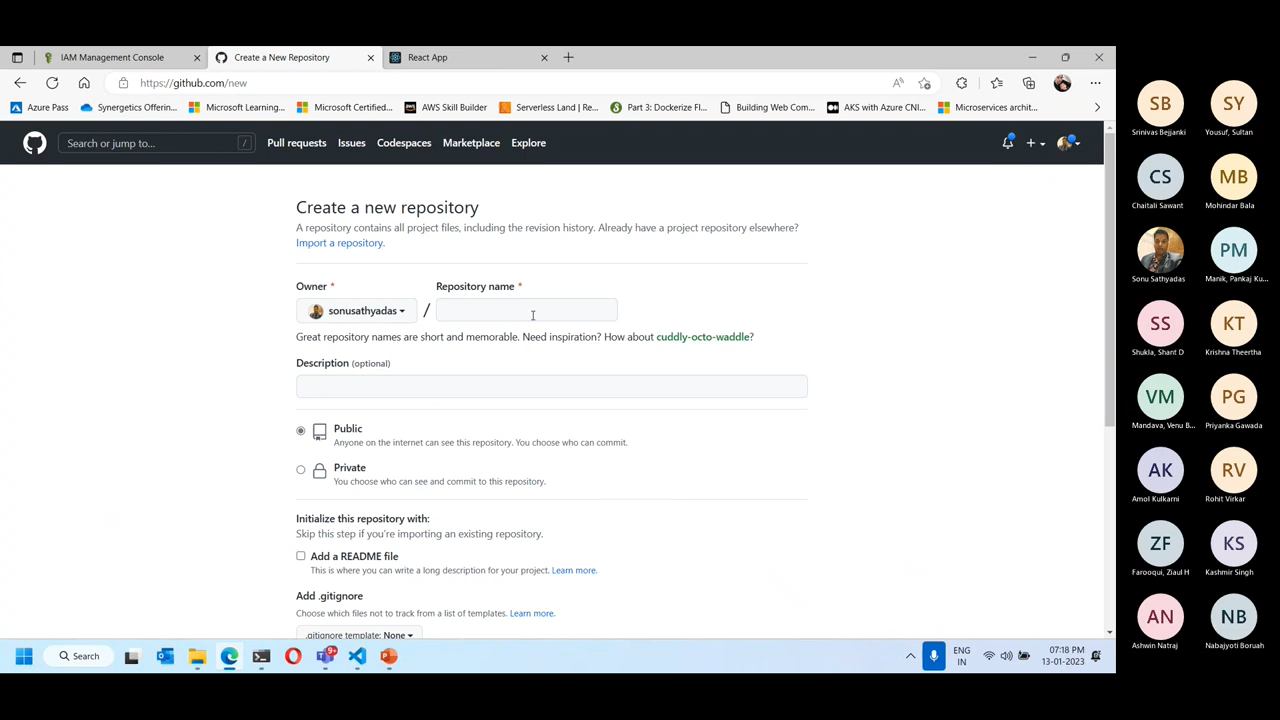 IAM Management Console
Create a New Repository
React App
https://github.com/new
Azure Pass
Synergetics Offerin...
Microsoft Learning...
Microsoft Certified...
AWS Skill Builder
Serverless Land | Re...
Part 3: Dockerize Fl...
Building Web Com...
AKS with Azure CNI...
Microservices archit...
Search or jump to...
/
Pull requests
Issues
Codespaces
Marketplace
Explore
Create a new repository
A repository contains all project files, including the revision history. Already have a project repository elsewhere?
Import a repository.
Owner *
Repository name *
sonusathyadas
/
Great repository names are short and memorable. Need inspiration? How about cuddly-octo-waddle?
Description (optional)
Public
Anyone on the internet can see this repository. You choose who can commit.
Private
You choose who can see and commit to this repository.
Initialize this repository with:
Skip this step if you're importing an existing repository.
Add a README file
This is where you can write a long description for your project. Learn more.
Add .gitignore
Choose which files not to track from a list of templates. Learn more.
.gitignore template: None
Search
9+
ENG
IN
07:18 PM
13-01-2023
SB
Srinivas Bejjanki
SY
Yousuf, Sultan
CS
Chaitali Sawant
MB
Mohindar Bala
Sonu Sathyadas
PM
Manik, Pankaj Ku...
SS
Shukla, Shant D
KT
Krishna Theertha
VM
Mandava, Venu B...
PG
Priyanka Gawada
AK
Amol Kulkarni
RV
Rohit Virkar
ZF
Farooqui, Ziaul H
KS
Kashmir Singh
AN
Ashwin Natraj
NB
Nabajyoti Boruah